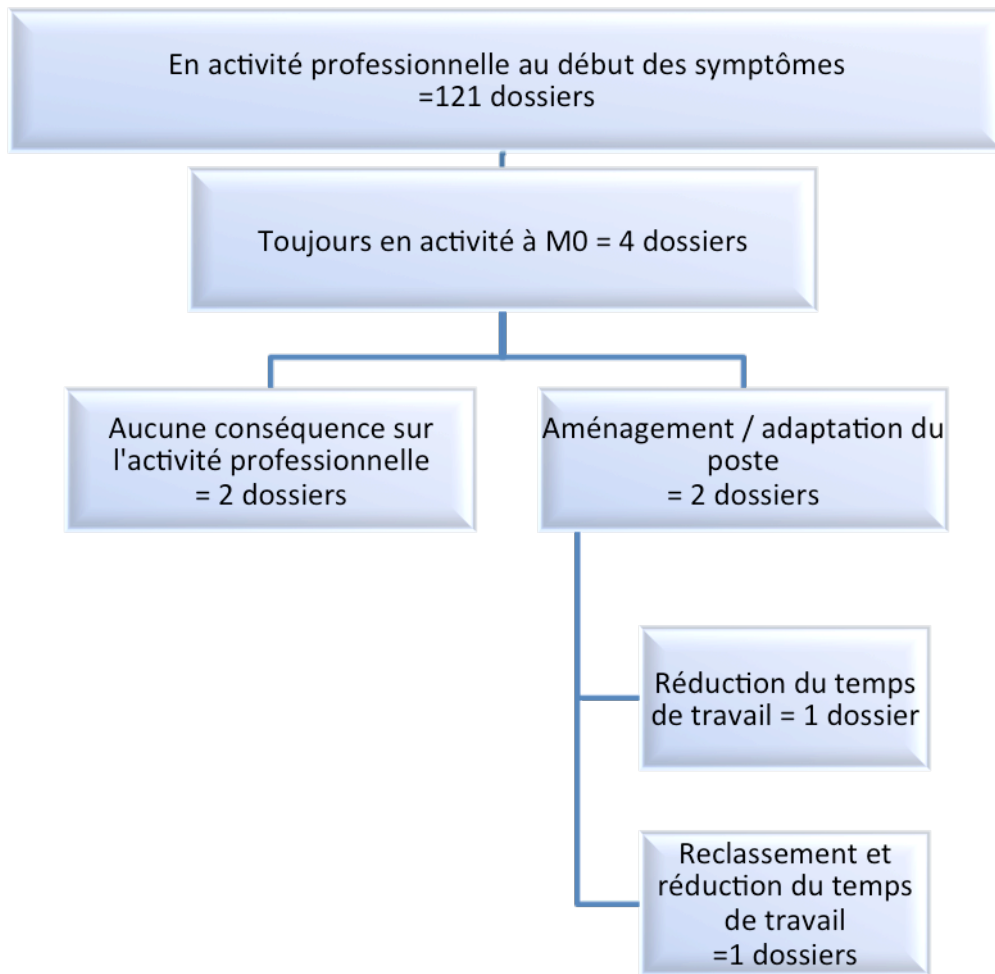 En activité professionnelle au début des symptômes
=121 dossiers
Toujours en activité à M0 = 4 dossiers
Aucune conséquence sur
l'activité professionnelle
= 2 dossiers
Aménagement / adaptation du
poste
= 2 dossiers
Réduction du temps
de travail = 1 dossier
Reclassement et
réduction du temps
de travail
=1 dossiers